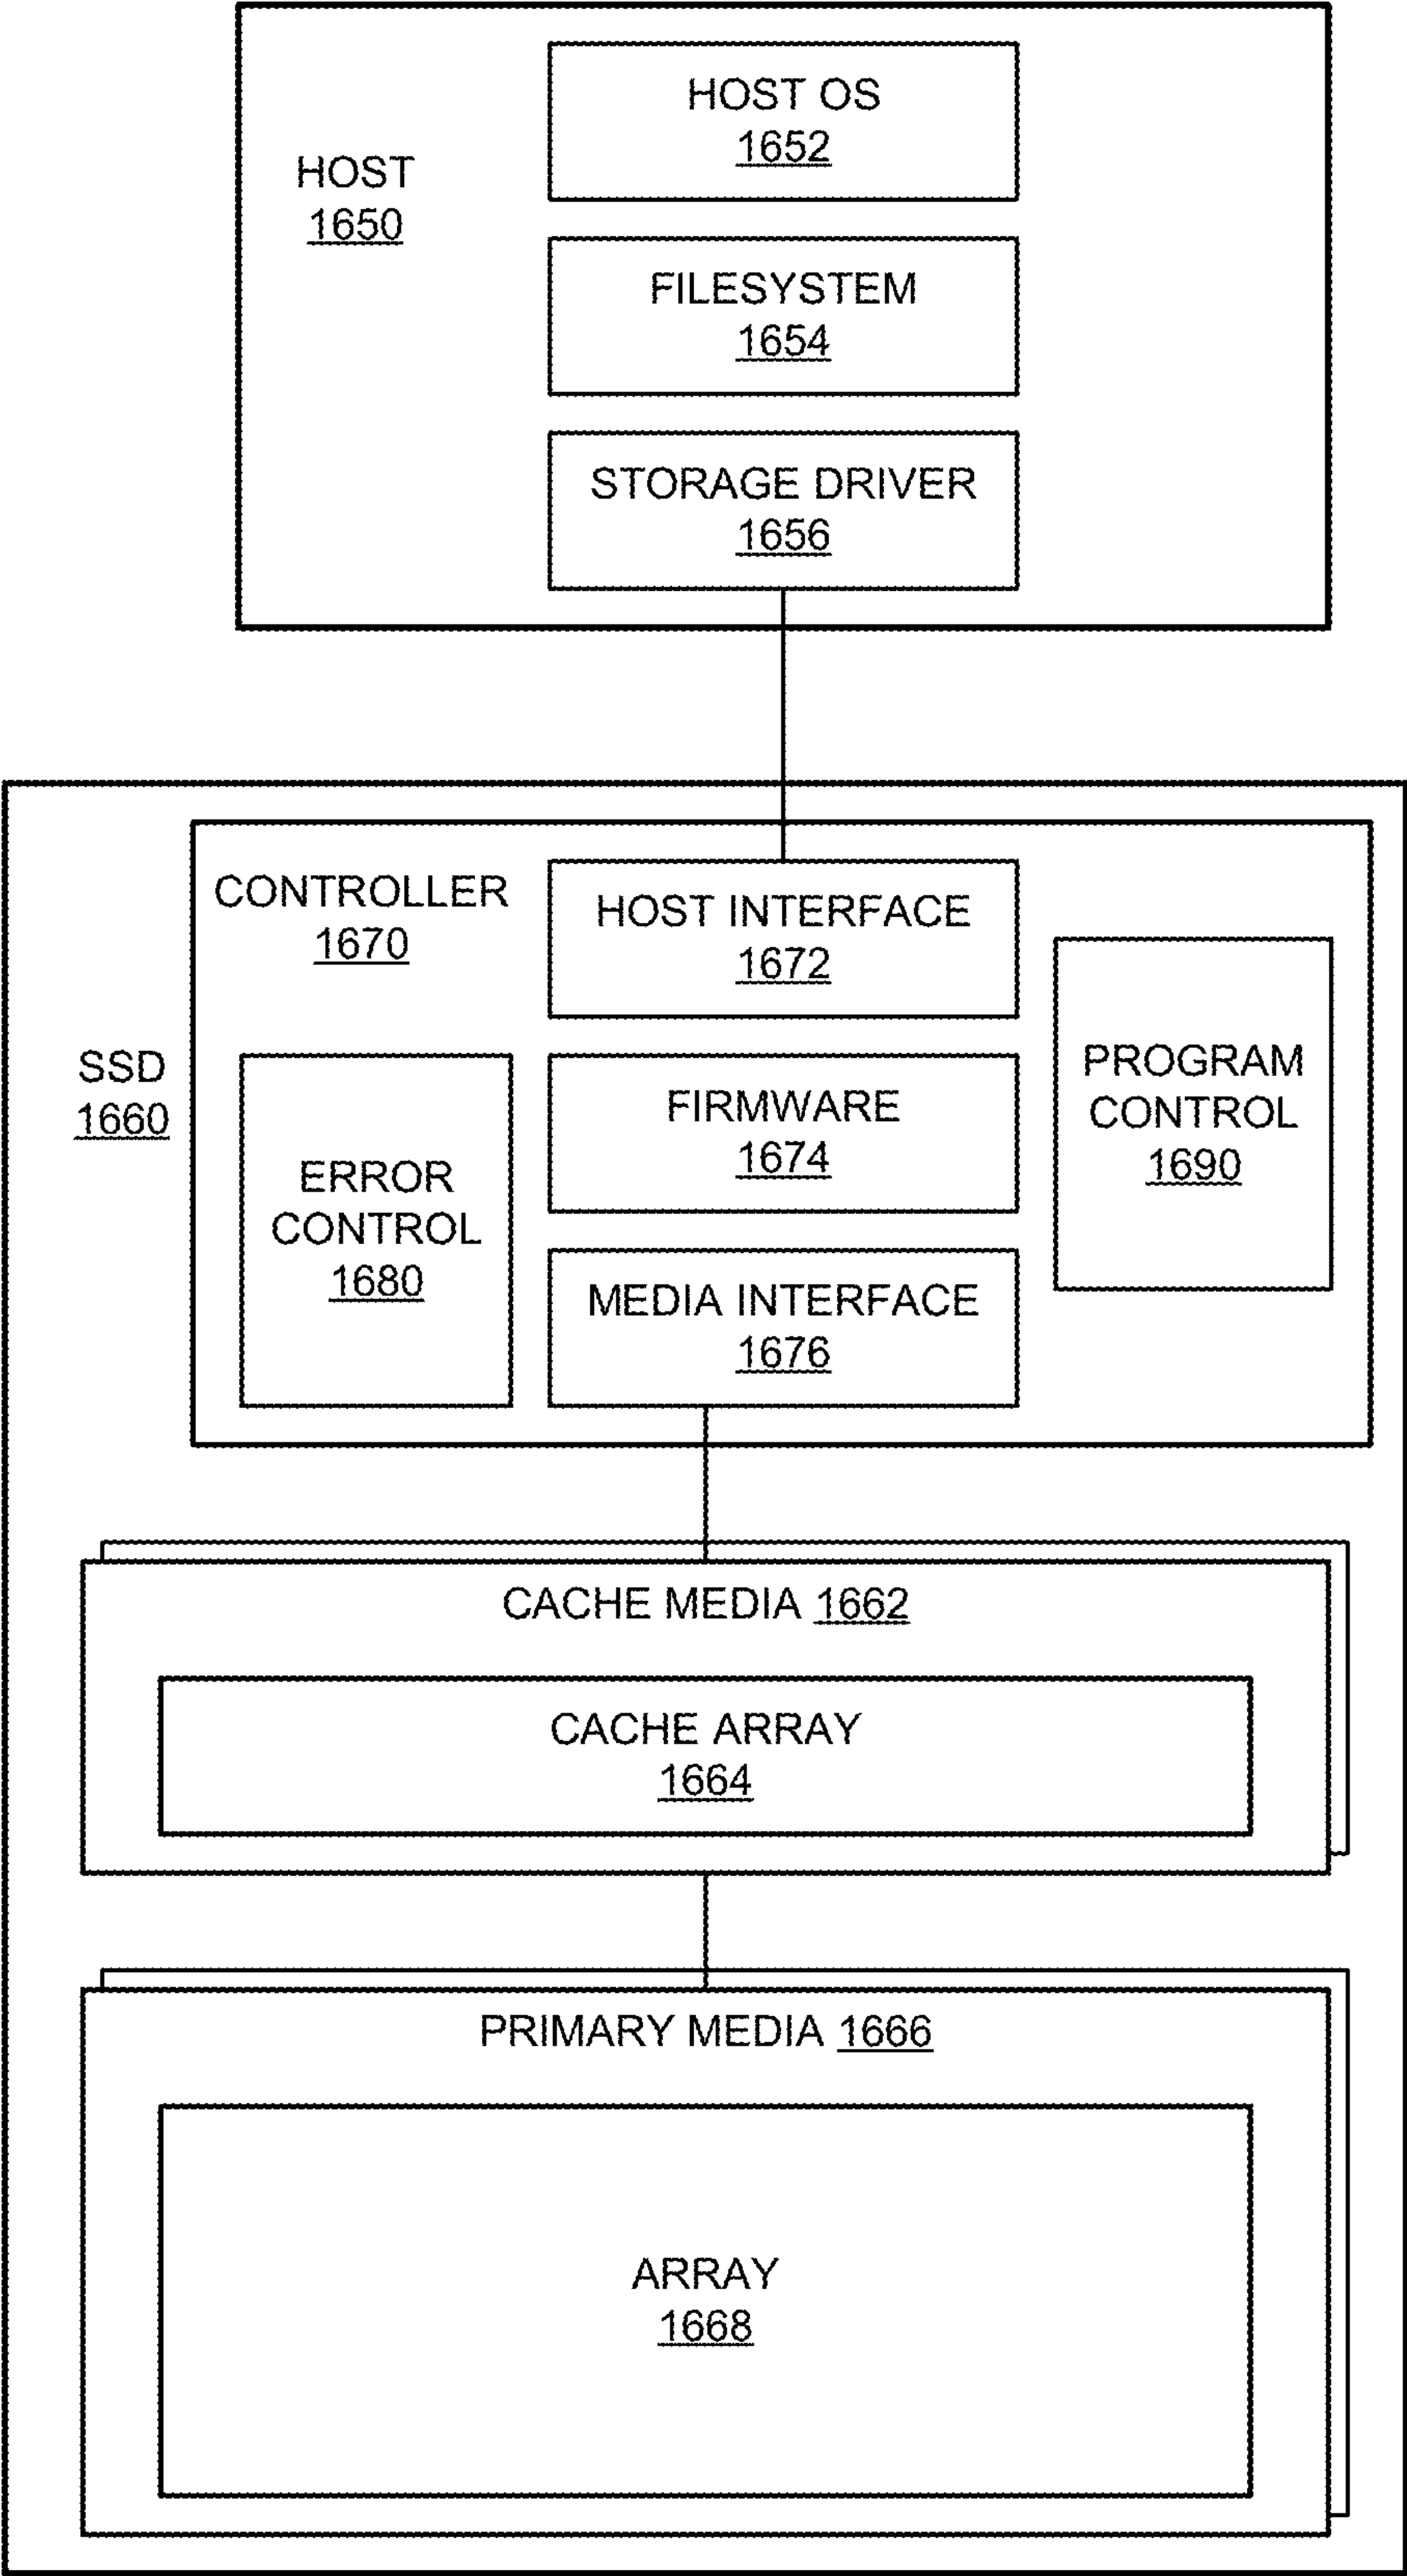 HOST OS
1652
HOST
1650
FILESYSTEM
1654
STORAGE DRIVER
1656
CONTROLLER
1670
HOST INTERFACE
1672
SSD
1660
PROGRAM
CONTROL
1690
FIRMWARE
1674
ERROR
CONTROL
1680
MEDIA INTERFACE
1676
CACHE MEDIA 1662
CACHE ARRAY
1664
PRIMARY MEDIA 1666
ARRAY
1668